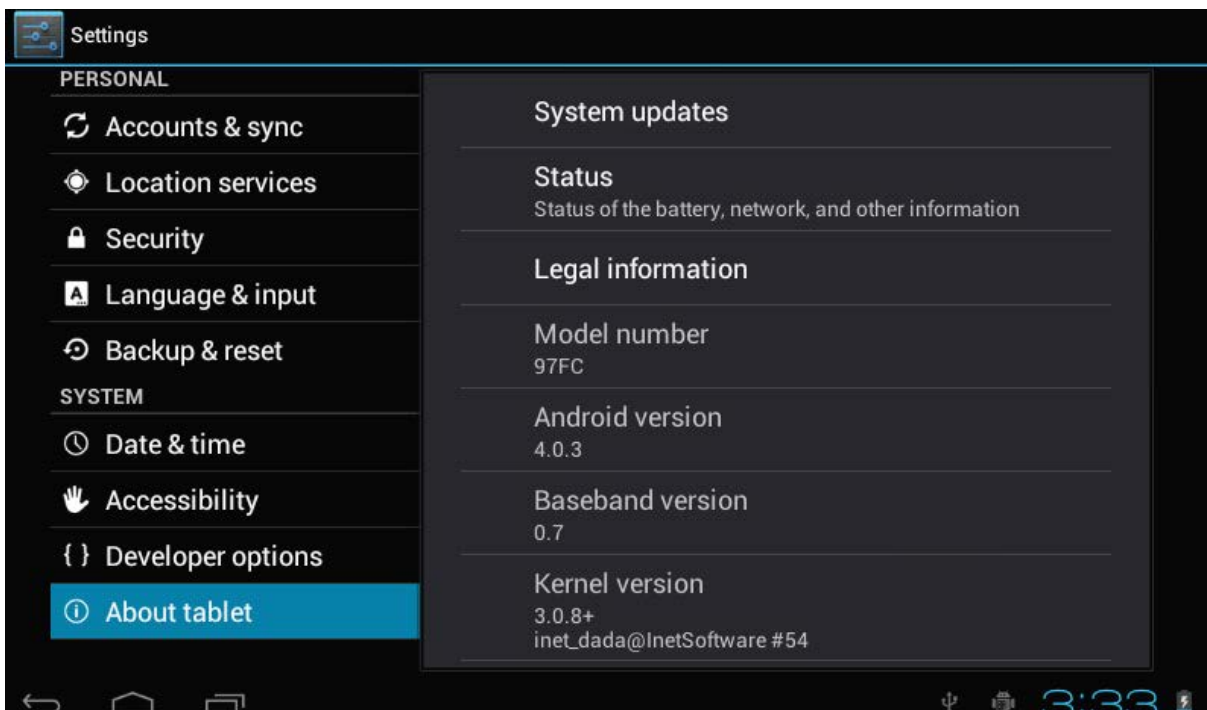 Settings
PERSONAL
Accounts & sync
Location services
Security
Language & input
Backup & reset
SYSTEM
Date & time
Accessibility
{ } Developer options
About tablet
System updates
Status
Status of the battery, network, and other information
Legal information
Model number
97FC
Android version
4.0.3
Baseband version
0.7
Kernel version
3.0.8+
inet_dada@InetSoftware #54
3:33